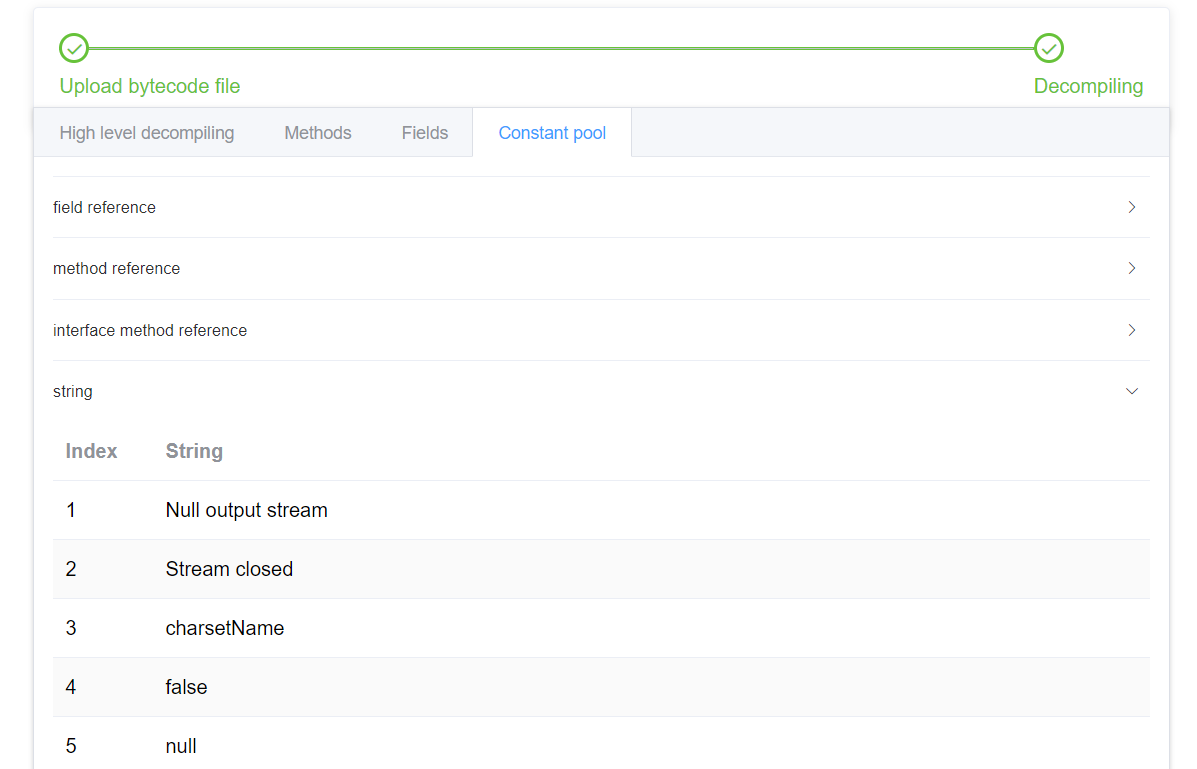 Upload bytecode file Decompiling
High level decompiling Methods Fields Constant pool
field reference
method reference
interface method reference
string
Index String
1 Null output stream
2 Stream closed
3 charsetName
4 false
5 null